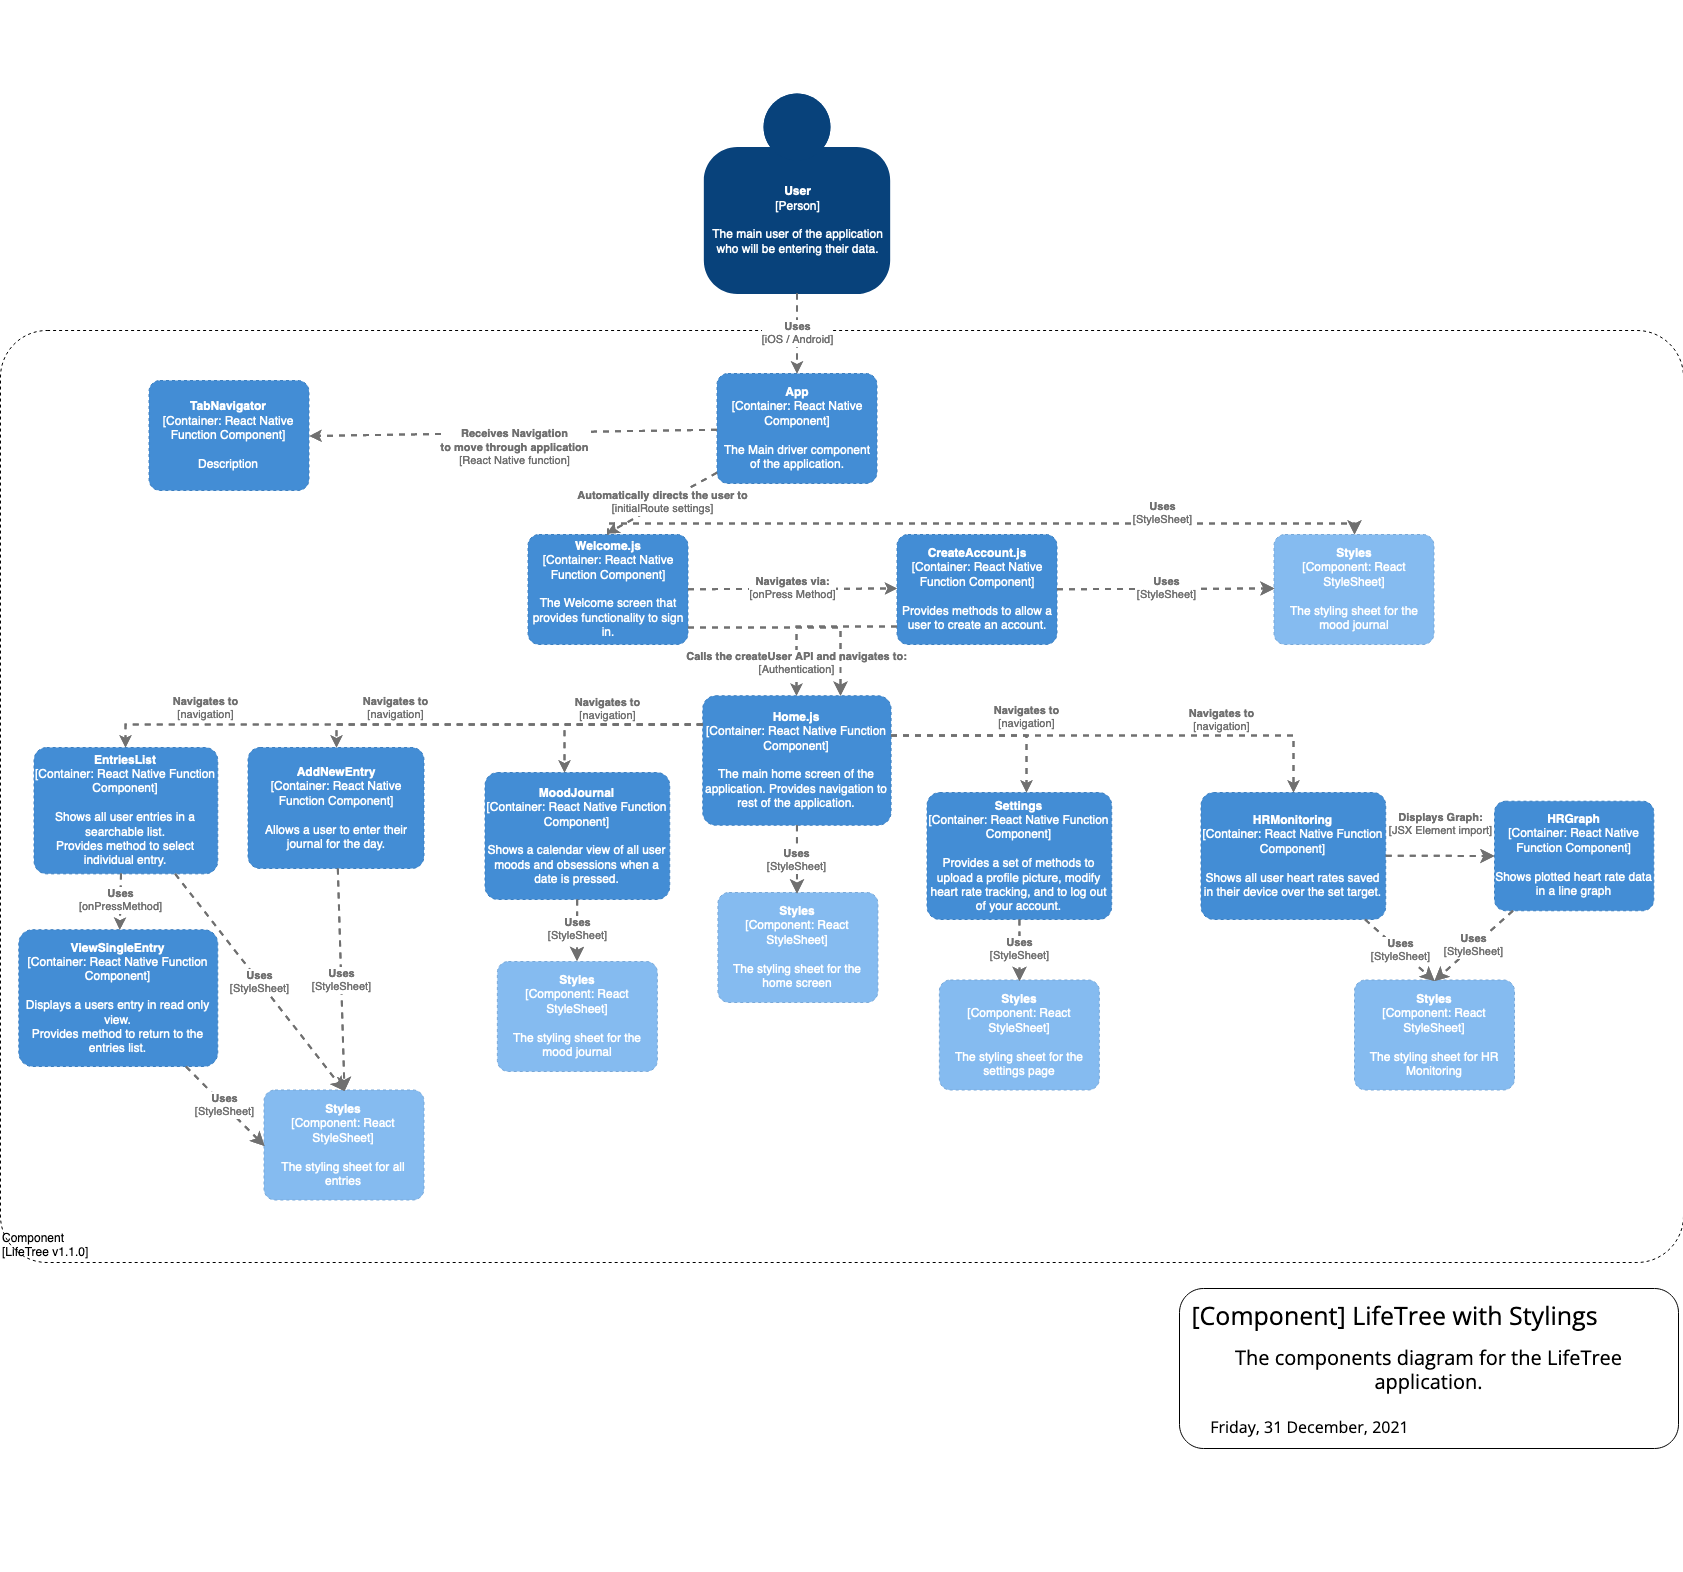 User
[Person]
The main user of the application
who will be entering their data.
Uses
[iOS / Android]
TabNavigator
[Container: React Native
Function Component]
Description
Receives Navigation
to move through application
[React Native function]
App
[Container: React Native
Component]
The Main driver component
of the application.
Automatically directs the user to
[initialRoute settings]
Uses
[StyleSheet]
Welcome.js
[Container: React Native
Function Component]
The Welcome screen that
provides functionality to sign
in.
Navigates via:
[onPress Method]
CreateAccount.js
[Container: React Native
Function Component]
Provides methods to allow a
user to create an account.
Uses
[StyleSheet]
Styles
[Component: React
StyleSheet]
The styling sheet for the
mood journal
Calls the createUser API and navigates to:
[Authentication]
Navigates to
[navigation]
Navigates to
[navigation]
Navigates to
[navigation]
Home.js
[Container: React Native Function
Component]
The main home screen of the
application. Provides navigation to
rest of the application.
Navigates to
[navigation]
Navigates to
[navigation]
EntriesList
[Container: React Native Function
Component]
Shows all user entries in a
searchable list.
Provides method to select
individual entry.
AddNewEntry
[Container: React Native
Function Component]
Allows a user to enter their
journal for the day.
MoodJournal
[Container: React Native Function
Component]
Shows a calendar view of all user
moods and obsessions when a
date is pressed.
Settings
[Container: React Native Function
Component]
Provides a set of methods to
upload a profile picture, modify
heart rate tracking, and to log out
of your account.
HRMonitoring
[Container: React Native Function
Component]
Shows all user heart rates saved
in their device over the set target.
Displays Graph:
[JSX Element import]
HRGraph
[Container: React Native
Function Component]
Shows plotted heart rate data
in a line graph
Uses
[onPressMethod]
Uses
[StyleSheet]
Uses
[StyleSheet]
Uses
[StyleSheet]
Uses
[StyleSheet]
Uses
[StyleSheet]
Uses
[StyleSheet]
Uses
[StyleSheet]
ViewSingleEntry
[Container: React Native Function
Component]
Displays a users entry in read only
view.
Provides method to return to the
entries list.
Uses
[StyleSheet]
Styles
[Component: React
StyleSheet]
The styling sheet for the
mood journal
Styles
[Component: React
StyleSheet]
The styling sheet for the
home screen
Styles
[Component: React
StyleSheet]
The styling sheet for the
settings page
Styles
[Component: React
StyleSheet]
The styling sheet for HR
Monitoring
Styles
[Component: React
StyleSheet]
The styling sheet for all
entries
Component
[LifeTree v1.1.0]
[Component] LifeTree with Stylings
The components diagram for the LifeTree
application.
Friday, 31 December, 2021